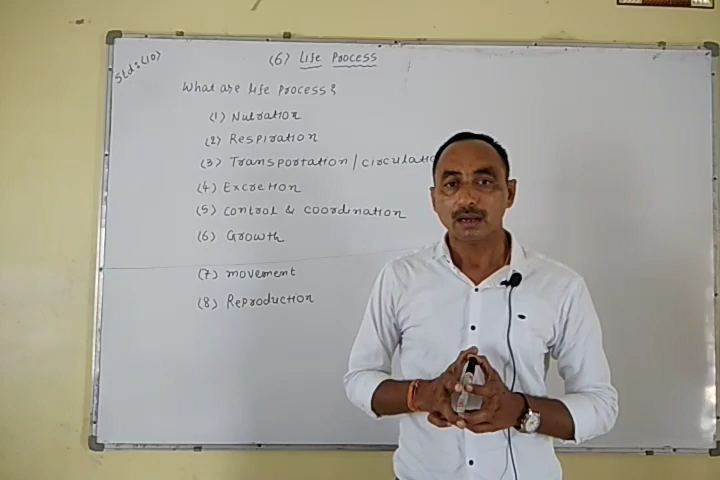 Std:(10)
(6) Life Process
What are life process?
(1) Nutration
(2) Respiration
(3) Transportation / circulatio
(4) Excretion
(5) control & coordination
(6) Growth
(7) movement
(8) Reproduction